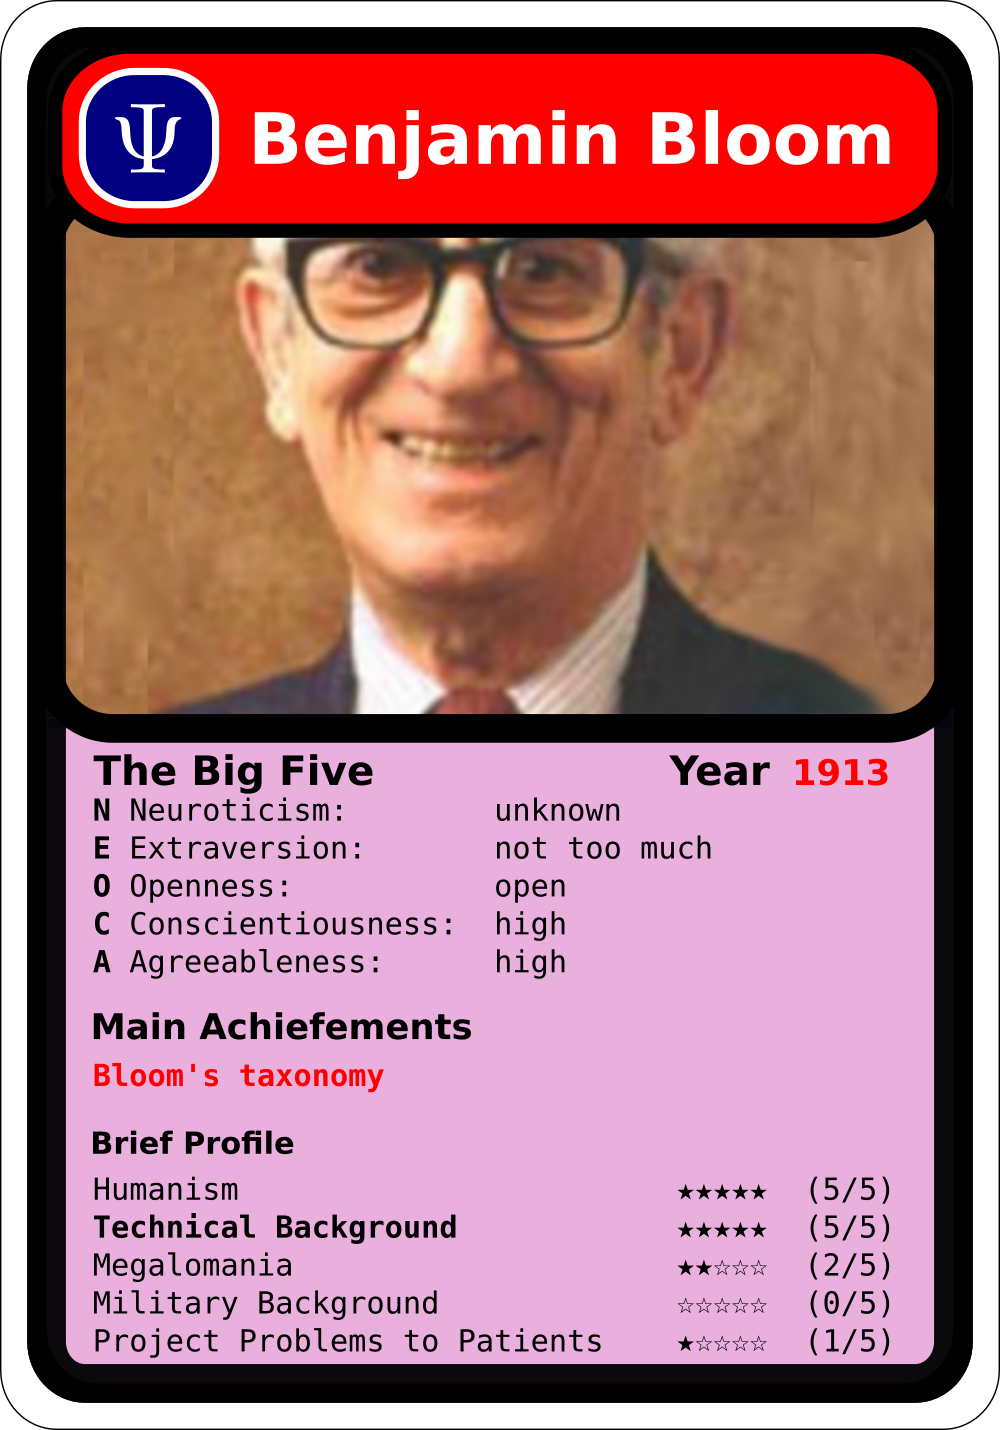 Ψ Benjamin Bloom
The Big Five Year 1913
N Neuroticism: unknown
E Extraversion: not too much
O Openness: open
C Conscientiousness: high
A Agreeableness: high
Main Achiefements
Bloom's taxonomy
Brief Profile
Humanism ★★★★★ (5/5)
Technical Background ★★★★★ (5/5)
Megalomania ★★☆☆☆ (2/5)
Military Background ☆☆☆☆☆ (0/5)
Project Problems to Patients ★☆☆☆☆ (1/5)